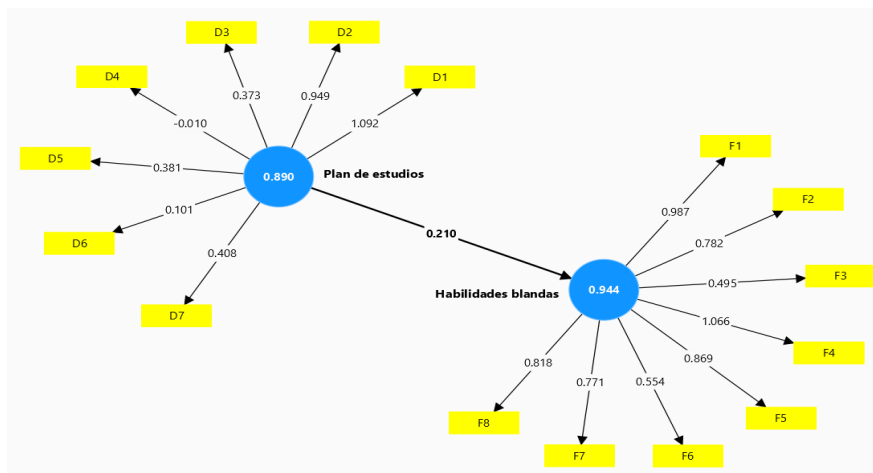 D3
D2
D4
D1
0.373
0.949
-0.010
1.092
D5
0.381
0.890
Plan de estudios
0.101
D6
0.408
D7
0.210
F1
0.987
F2
0.782
F3
0.495
Habilidades blandas
0.944
1.066
F4
0.818
0.771
0.554
0.869
F5
F8
F7
F6